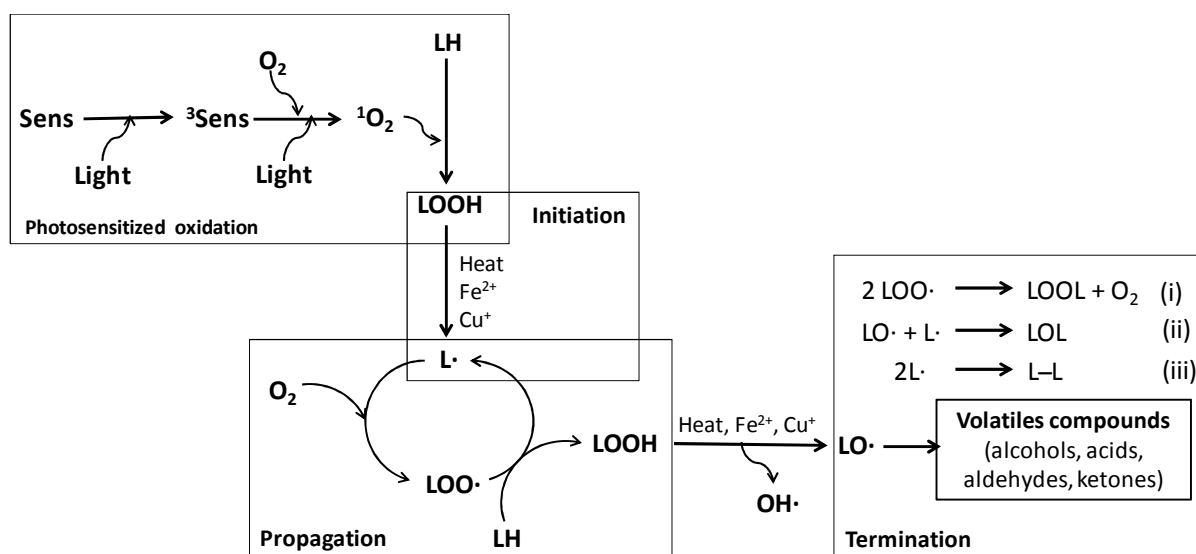 LH
O₂
Sens
³Sens
¹O₂
Light
Light
LOOH
Initiation
Photosensitized oxidation
Heat
Fe²⁺
Cu⁺
2 LOO· LOOL + O₂ (i)
LO· + L· LOL (ii)
2L· L–L (iii)
L·
O₂
Heat, Fe²⁺, Cu⁺
LOOH
LO·
Volatiles compounds
(alcohols, acids,
aldehydes, ketones)
LOO·
OH·
Propagation
LH
Termination